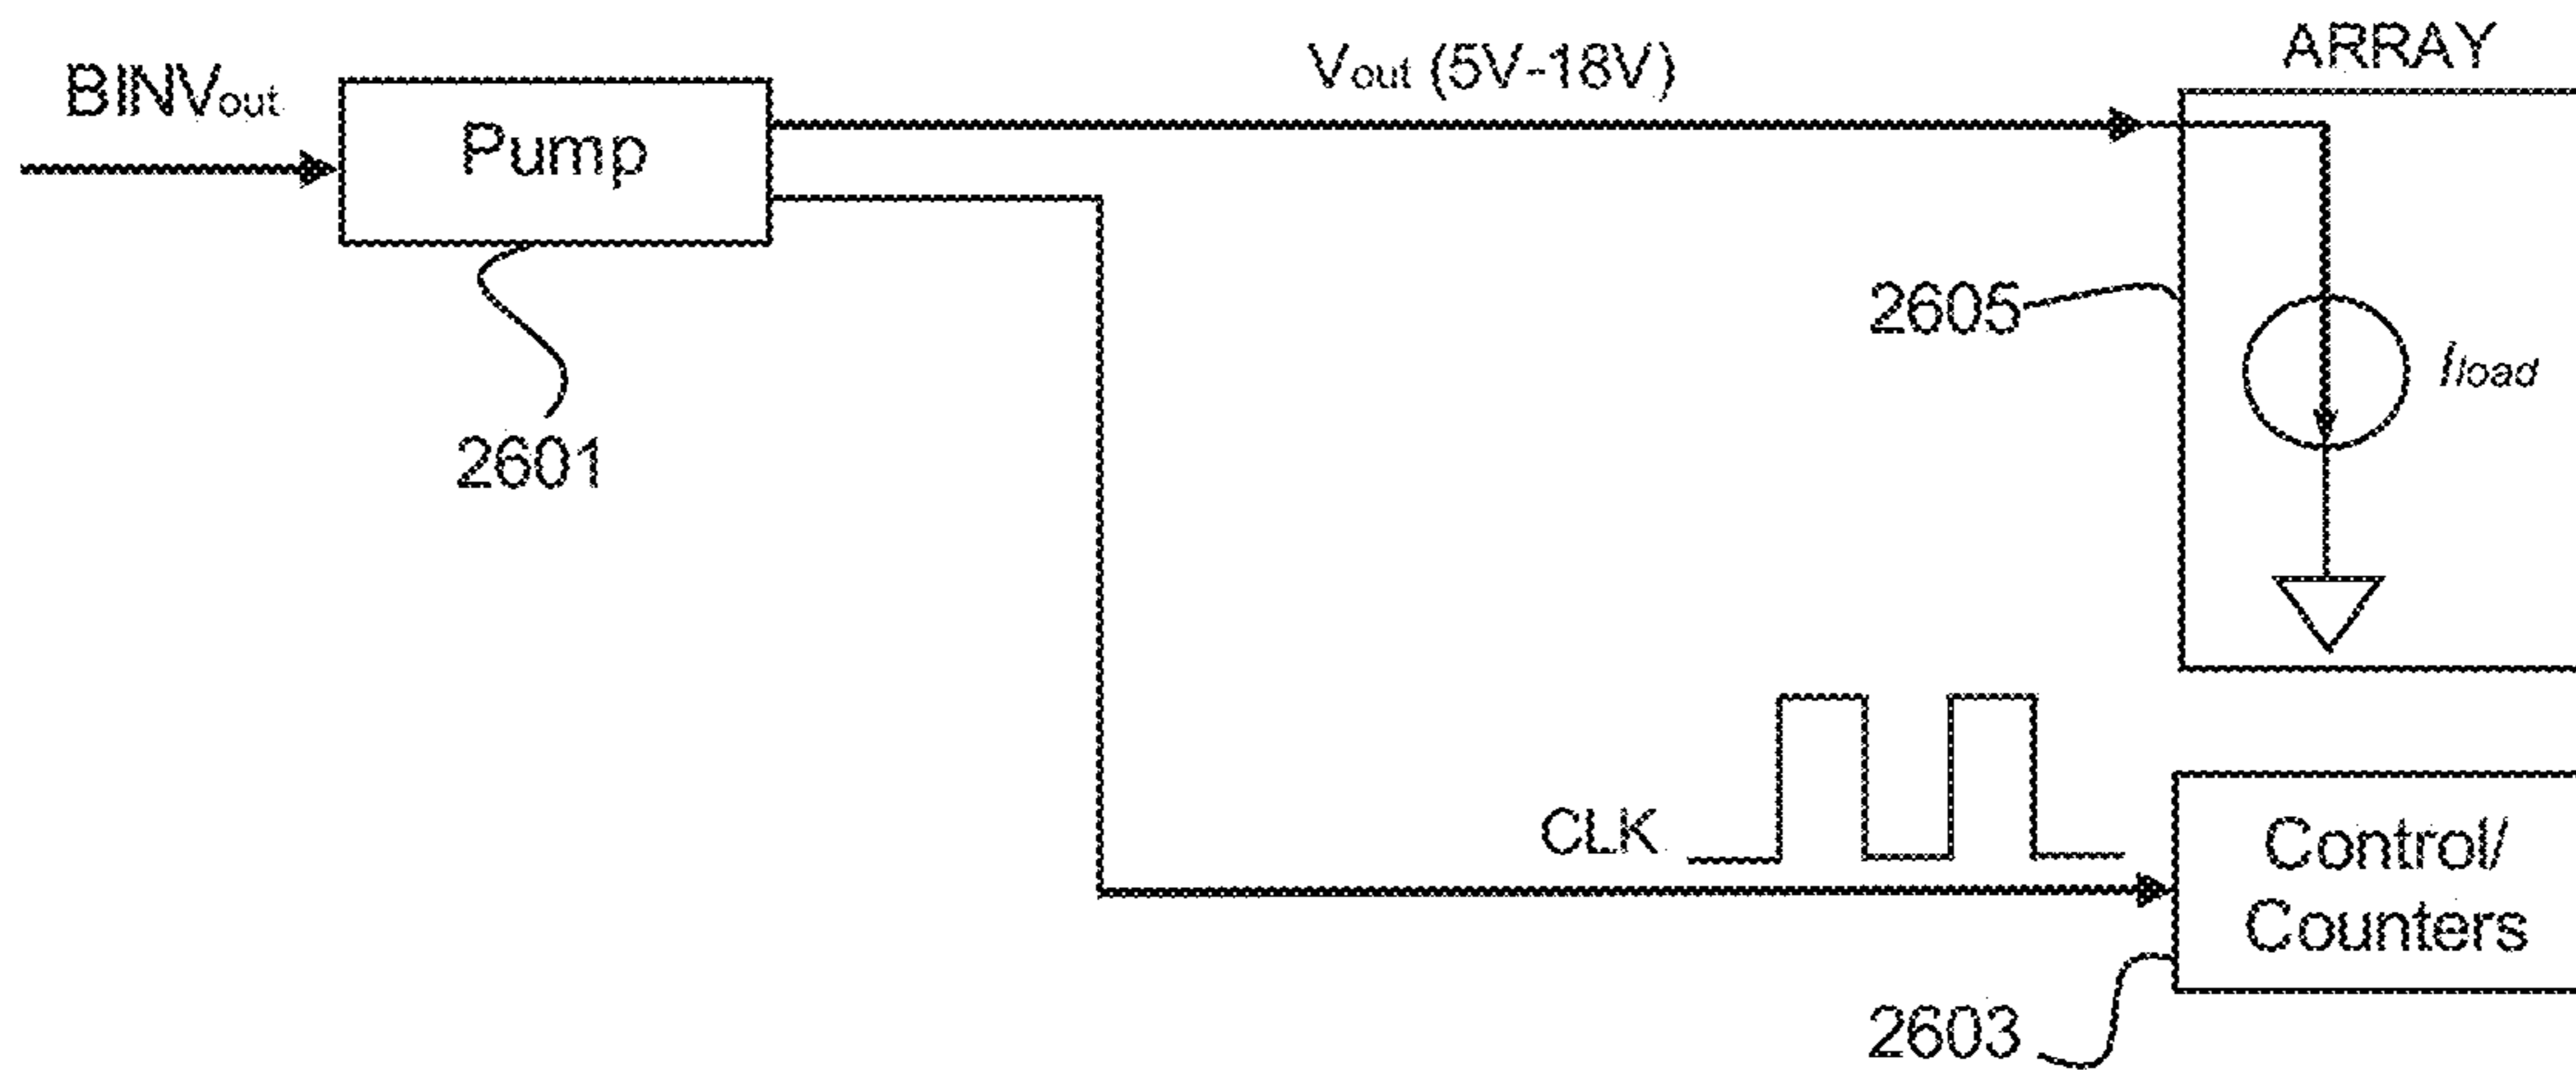 BINVout
Pump
Vout (5V-18V)
ARRAY
2601
2605
Iload
CLK
Control/
Counters
2603